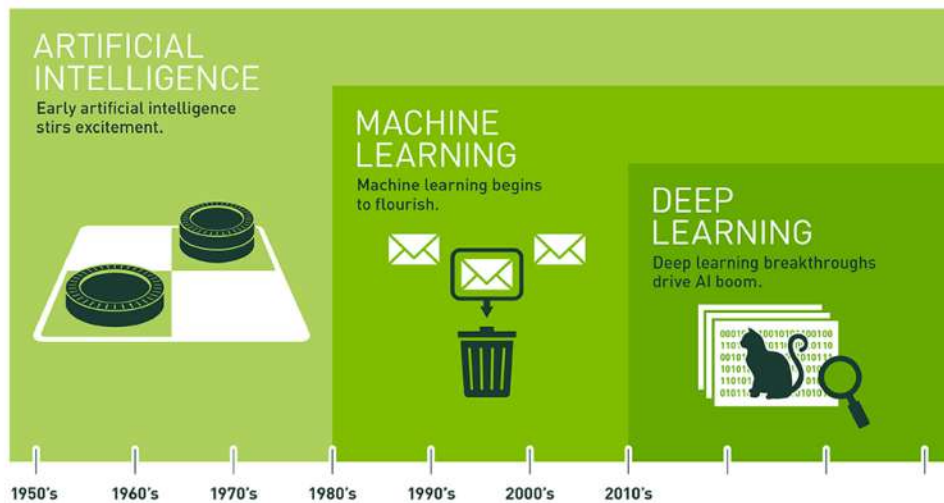 ARTIFICIAL
INTELLIGENCE
Early artificial intelligence
stirs excitement.
MACHINE
LEARNING
Machine learning begins
to flourish.
DEEP
LEARNING
Deep learning breakthroughs
drive AI boom.
1950's 1960's 1970's 1980's 1990's 2000's 2010's